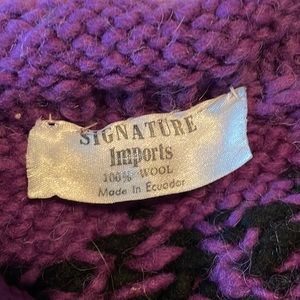 SIGNATURE
Imports
100% WOOL
Made In Ecuador